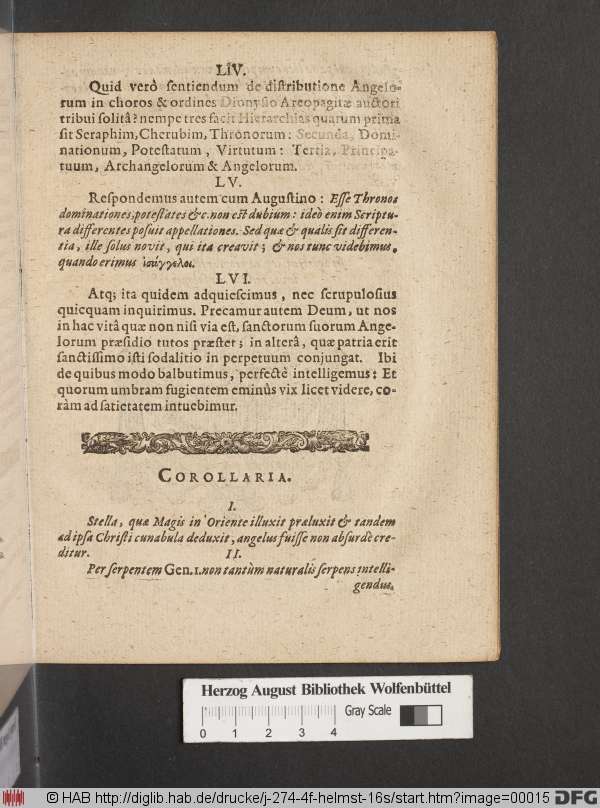 LIV.
Quid verò sentiendum de distributione Angelo-
rum in choros & ordines Dionysio Areopagitæ auctori
tribui solitâ? nempe tres facit Hierarchias quarum prima
sit Seraphim, Cherubim, Thronorum: Secunda, Domi-
nationum, Potestatum, Virtutum: Tertia, Principa-
tuum, Archangelorum & Angelorum.
LV.
Respondemus autem cum Augustino: Esse Thronos
dominationes, potestates &c. non est dubium: ideò enim Scriptu-
ra differentes posuit appellationes. Sed quæ & qualis sit differen-
tia, ille solus novit, qui ita creavit; & nos tunc videbimus.
quando erimus ἰσάγγελοι.
LVI.
Atq; ita quidem adquiescimus, nec scrupulosius
quicquam inquirimus. Precamur autem Deum, ut nos
in hac vitâ quæ non nisi via est, sanctorum suorum Ange-
lorum præsidio tutos præstet; in alterâ, quæ patria erit
sanctissimo isti sodalitio in perpetuum conjungat. Ibi
de quibus modo balbutimus, perfectè intelligemus: Et
quorum umbram fugientem eminùs vix licet videre, co-
ràm ad satietatem intuebimur.
COROLLARIA.
I.
Stella, quæ Magis in Oriente illuxit præluxit & tandem
ad ipsa Christi cunabula deduxit, angelus fuisse non absurdè cre-
ditur.
II.
Per serpentem Gen. 1. non tantùm naturalis serpens intelli-
gendus.
Herzog August Bibliothek Wolfenbüttel
Gray Scale
0 1 2 3 4
© HAB http://diglib.hab.de/drucke/j-274-4f-helmst-16s/start.htm?image=00015
DFG